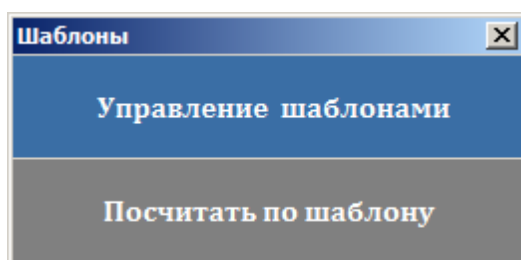 Шаблоны
Управление шаблонами
Посчитать по шаблону